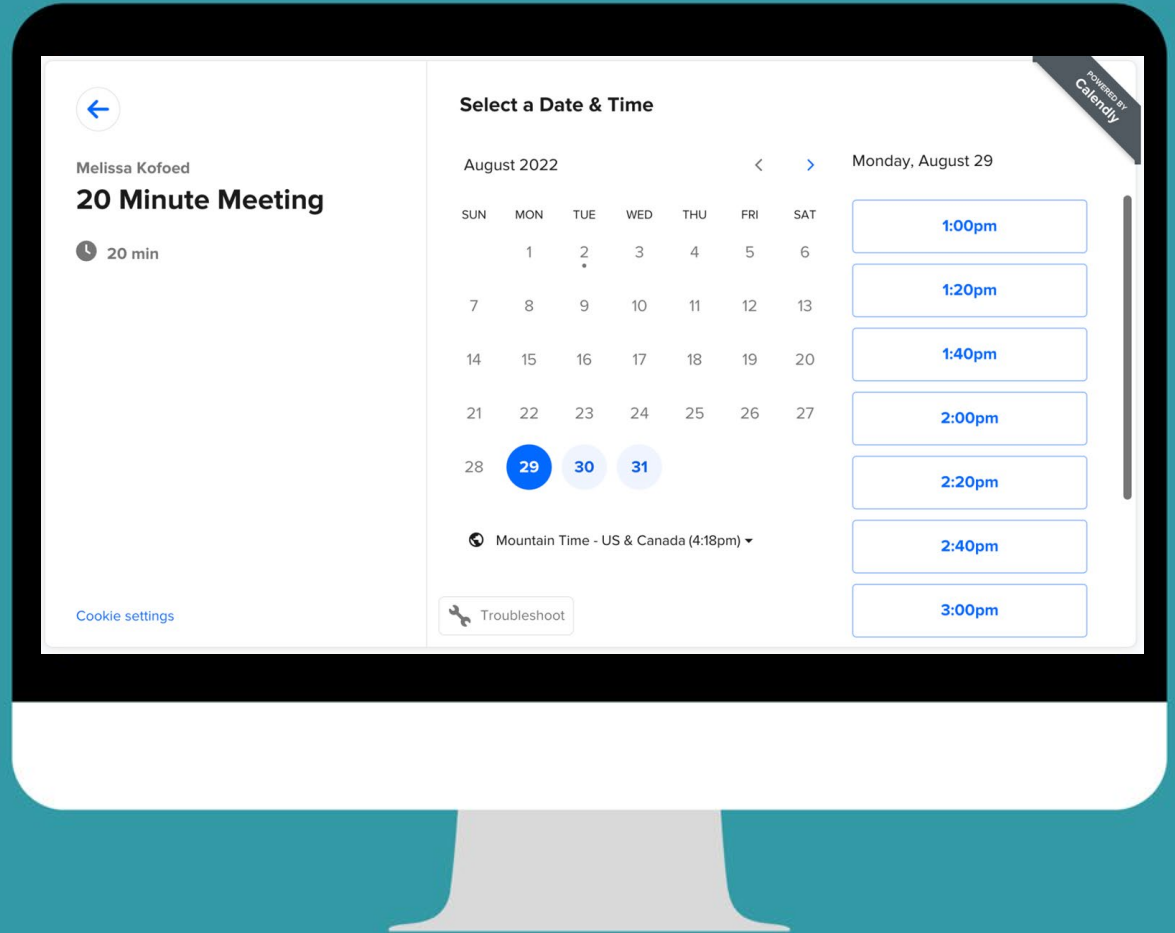 POWERED BY
Calendly
Melissa Kofoed
20 Minute Meeting
20 min
Cookie settings
Select a Date & Time
August 2022
SUN MON TUE WED THU FRI SAT
1 2 3 4 5 6
7 8 9 10 11 12 13
14 15 16 17 18 19 20
21 22 23 24 25 26 27
28 29 30 31
Mountain Time - US & Canada (4:18pm)
Troubleshoot
Monday, August 29
1:00pm
1:20pm
1:40pm
2:00pm
2:20pm
2:40pm
3:00pm